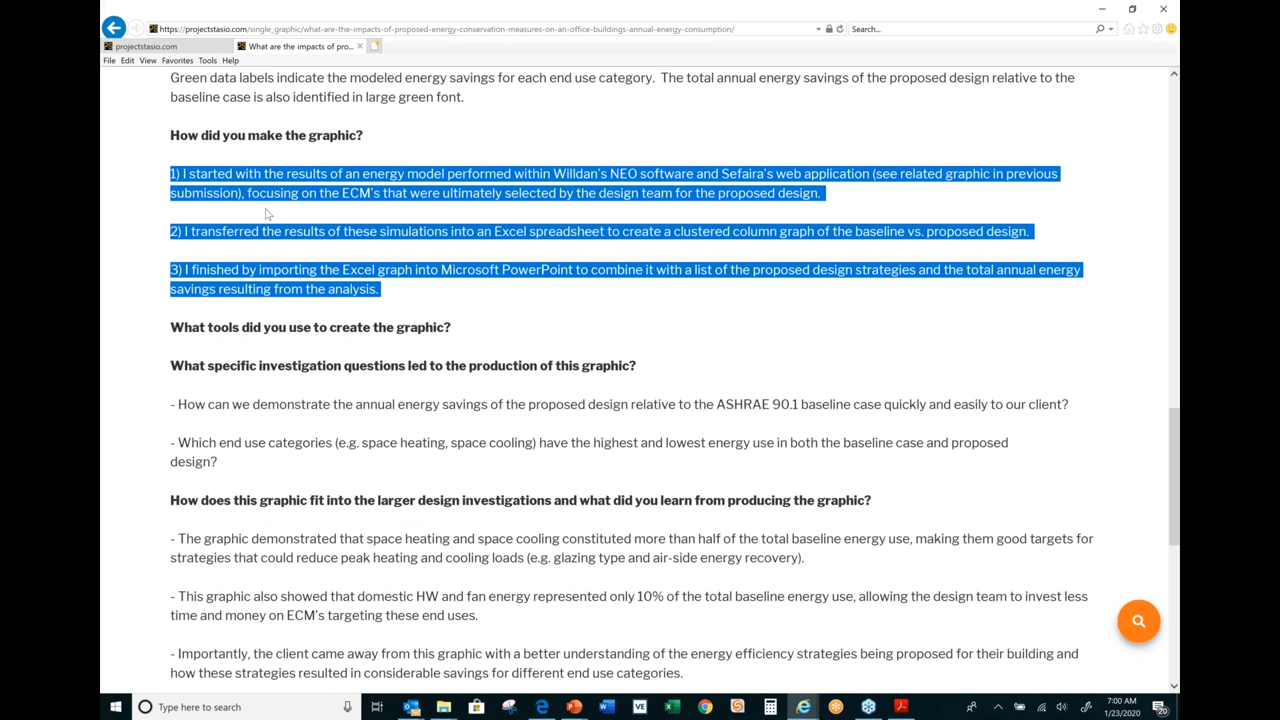 https://projectstasio.com/single_graphic/what-are-the-impacts-of-proposed-energy-conservation-measures-on-an-office-buildings-annual-energy-consumption/
Search...
projectstasio.com
What are the impacts of pro...
File Edit View Favorites Tools Help
Green data labels indicate the modeled energy savings for each end use category. The total annual energy savings of the proposed design relative to the
baseline case is also identified in large green font.
How did you make the graphic?
1) I started with the results of an energy model performed within Willdan's NEO software and Sefaira's web application (see related graphic in previous
submission), focusing on the ECM's that were ultimately selected by the design team for the proposed design.
2) I transferred the results of these simulations into an Excel spreadsheet to create a clustered column graph of the baseline vs. proposed design.
3) I finished by importing the Excel graph into Microsoft PowerPoint to combine it with a list of the proposed design strategies and the total annual energy
savings resulting from the analysis.
What tools did you use to create the graphic?
What specific investigation questions led to the production of this graphic?
- How can we demonstrate the annual energy savings of the proposed design relative to the ASHRAE 90.1 baseline case quickly and easily to our client?
- Which end use categories (e.g. space heating, space cooling) have the highest and lowest energy use in both the baseline case and proposed
design?
How does this graphic fit into the larger design investigations and what did you learn from producing the graphic?
- The graphic demonstrated that space heating and space cooling constituted more than half of the total baseline energy use, making them good targets for
strategies that could reduce peak heating and cooling loads (e.g. glazing type and air-side energy recovery).
- This graphic also showed that domestic HW and fan energy represented only 10% of the total baseline energy use, allowing the design team to invest less
time and money on ECM's targeting these end uses.
- Importantly, the client came away from this graphic with a better understanding of the energy efficiency strategies being proposed for their building and
how these strategies resulted in considerable savings for different end use categories.
Type here to search
VE
7:00 AM
1/23/2020
20